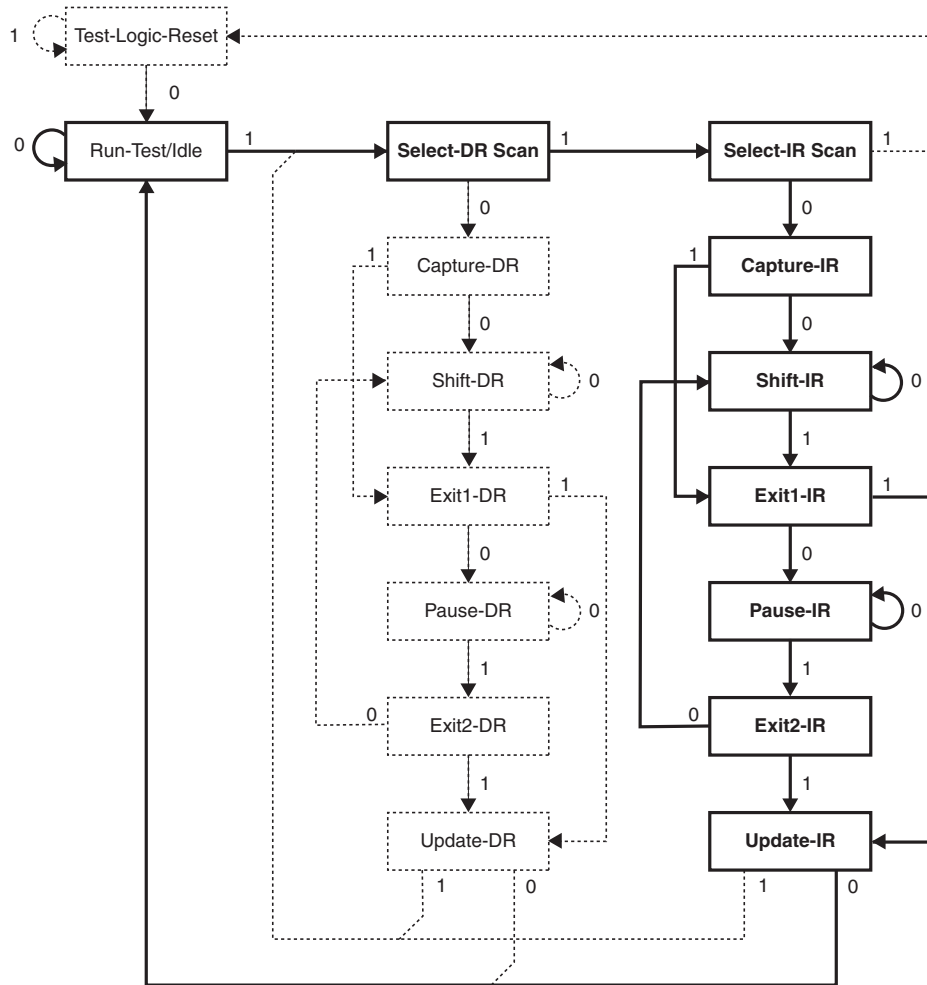 Test-Logic-Reset
1
0
Run-Test/Idle
0
1
Select-DR Scan
1
Select-IR Scan
1
0
0
1
Capture-DR
1
Capture-IR
0
0
Shift-DR
0
Shift-IR
0
1
1
Exit1-DR
1
Exit1-IR
1
0
0
Pause-DR
0
Pause-IR
0
1
1
0
Exit2-DR
0
Exit2-IR
1
1
Update-DR
Update-IR
1
0
1
0